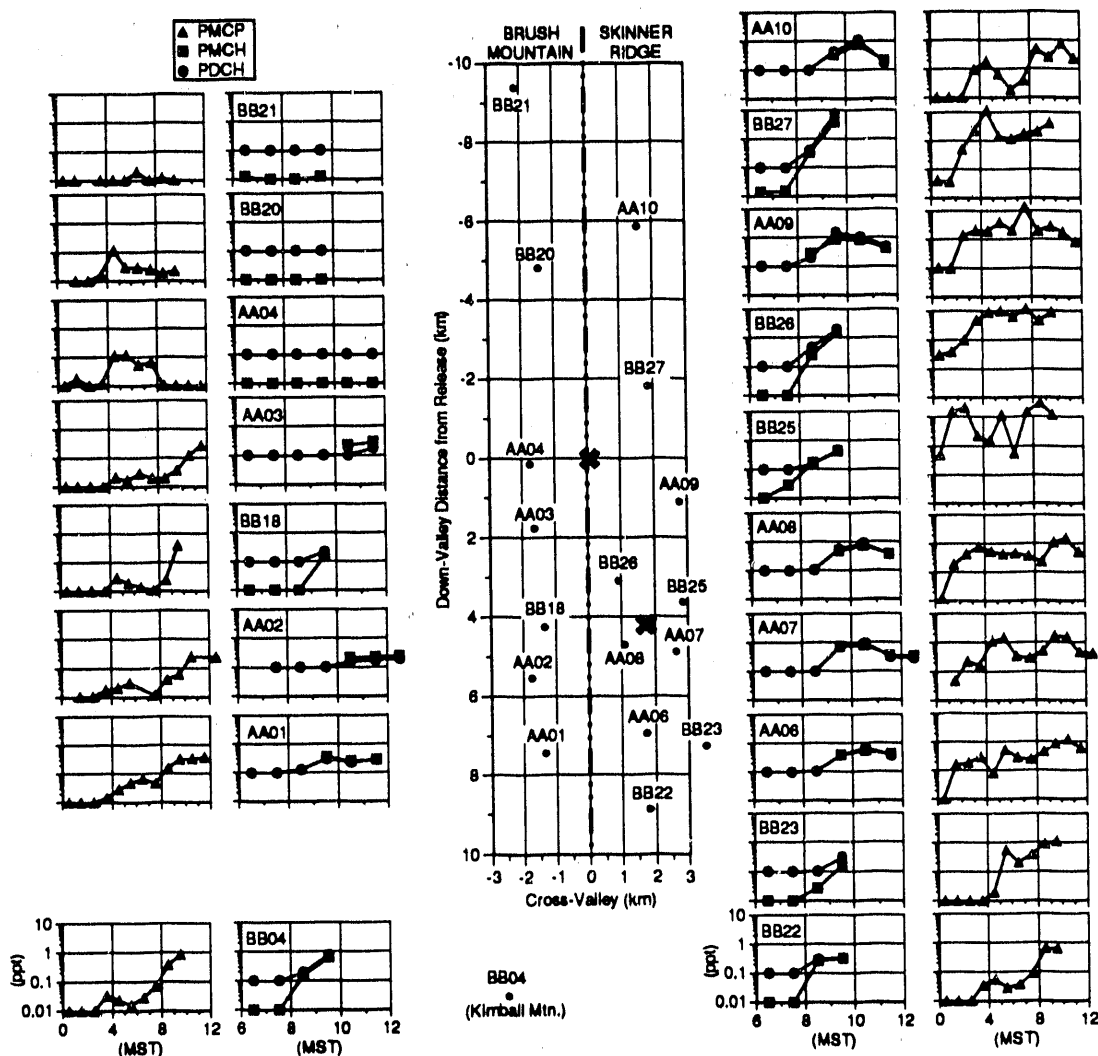 PMCP
PMCH
PDCH
BRUSH MOUNTAIN
SKINNER RIDGE
BB21
BB20
AA04
AA03
BB18
AA02
AA01
10
1
0.1
0.01
(ppt)
0 4 8 12
(MST)
BB04
6 8 10 12
(MST)
Down-Valley Distance from Release (km)
-10
-8
-6
-4
-2
0
2
4
6
8
10
-3 -2 -1 0 1 2 3
Cross-Valley (km)
BB21
AA10
BB20
BB27
AA04
AA09
AA03
BB26
BB25
BB18
AA07
AA02
AA08
AA06
BB23
AA01
BB22
BB04
(Kimball Mtn.)
AA10
BB27
AA09
BB26
BB25
AA08
AA07
AA06
BB23
BB22
10
1
0.1
0.01
(ppt)
6 8 10 12
(MST)
0 4 8 12
(MST)